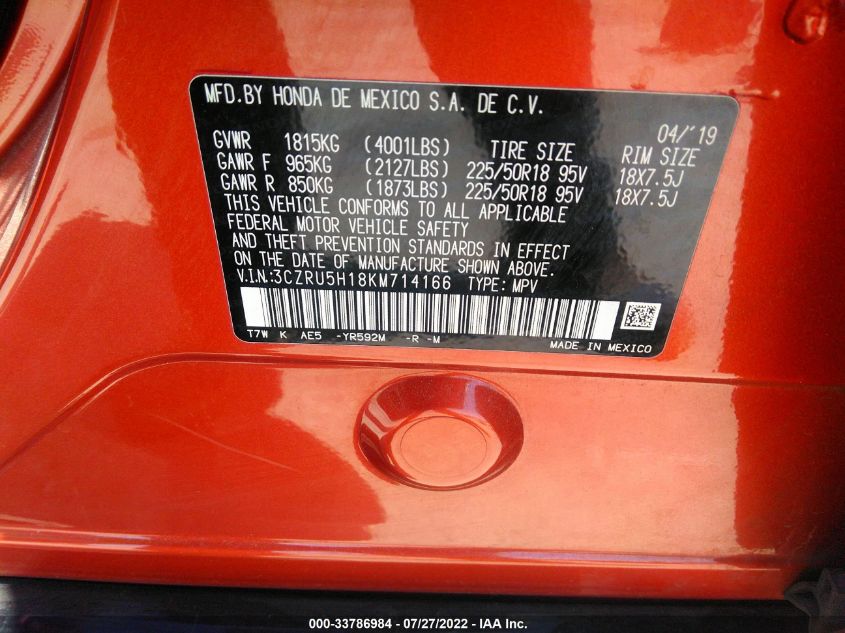 MFD.BY HONDA DE MEXICO S.A. DE C.V.
04/'19
GVWR 1815KG (4001LBS) TIRE SIZE RIM SIZE
GAWR F 965KG (2127LBS) 225/50R18 95V 18X7.5J
GAWR R 850KG (1873LBS) 225/50R18 95V 18X7.5J
THIS VEHICLE CONFORMS TO ALL APPLICABLE
FEDERAL MOTOR VEHICLE SAFETY
AND THEFT PREVENTION STANDARDS IN EFFECT
ON THE DATE OF MANUFACTURE SHOWN ABOVE.
V.I.N:3CZRU5H18KM714166 TYPE: MPV
T7W K AE5 -YR592M -R -M
MADE IN MEXICO
000-33786984 - 07/27/2022 - IAA Inc.